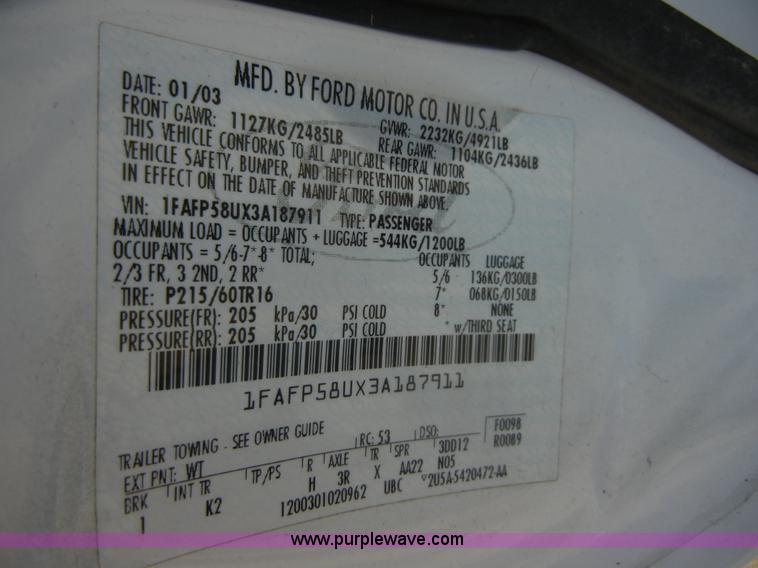 MFD. BY FORD MOTOR CO. IN U.S.A.
DATE: 01/03 GVWR: 2232KG/4921LB
FRONT GAWR: 1127KG/2485LB REAR GAWR: 1104KG/2436LB
THIS VEHICLE CONFORMS TO ALL APPLICABLE FEDERAL MOTOR
VEHICLE SAFETY, BUMPER, AND THEFT PREVENTION STANDARDS
IN EFFECT ON THE DATE OF MANUFACTURE SHOWN ABOVE.
VIN: 1FAFP58UX3A187911 TYPE: PASSENGER
MAXIMUM LOAD = OCCUPANTS + LUGGAGE = 544KG/1200LB
OCCUPANTS = 5/6-7*-8* TOTAL; OCCUPANTS LUGGAGE
2/3 FR, 3 2ND, 2 RR* 5/6 136KG/0300LB
TIRE: P215/60TR16 7* 068KG/0150LB
PRESSURE(FR): 205 kPa/30 PSI COLD 8* NONE
PRESSURE(RR): 205 kPa/30 PSI COLD * w/THIRD SEAT
1FAFP58UX3A187911
TRAILER TOWING - SEE OWNER GUIDE F0098
EXT PNT: WT RC: 53 DSO: R0089
BRK INT TR TP/PS R AXLE TR SPR 3DD12
1 K2 H 3R X AA22 N05
1200301020962 UBC 2U5A-5420472-AA
www.purplewave.com